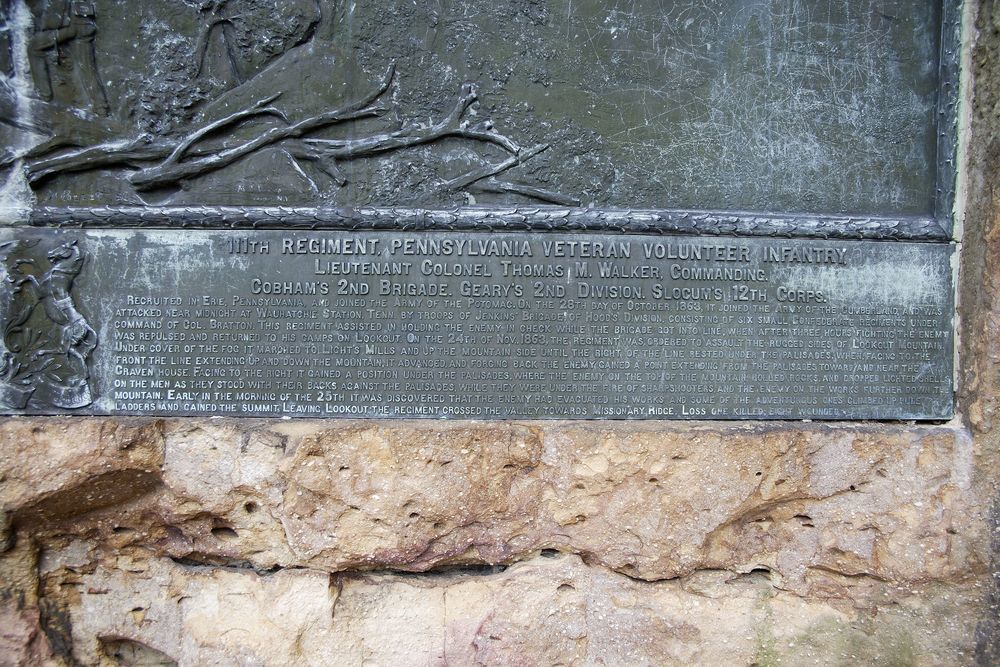 111TH REGIMENT, PENNSYLVANIA VETERAN VOLUNTEER INFANTRY,
LIEUTENANT COLONEL THOMAS M. WALKER, COMMANDING.
COBHAM'S 2ND BRIGADE, GEARY'S 2ND DIVISION, SLOCUM'S 12TH CORPS.
RECRUITED IN ERIE, PENNSYLVANIA, AND JOINED THE ARMY OF THE POTOMAC. ON THE 28TH DAY OF OCTOBER, 1863, IT JOINED THE ARMY OF THE CUMBERLAND, AND WAS
ATTACKED NEAR MIDNIGHT AT WAUHATCHIE STATION, TENN. BY TROOPS OF JENKINS' BRIGADE, OF HOOD'S DIVISION, CONSISTING OF SIX SMALL CONFEDERATE REGIMENTS UNDER
COMMAND OF COL. BRATTON. THIS REGIMENT ASSISTED IN HOLDING THE ENEMY IN CHECK WHILE THE BRIGADE GOT INTO LINE, WHEN AFTER THREE HOURS FIGHTING THE ENEMY
WAS REPULSED AND RETURNED TO HIS CAMPS ON LOOKOUT. ON THE 24TH OF NOV. 1863, THE REGIMENT WAS ORDERED TO ASSAULT THE RUGGED SIDES OF LOOKOUT MOUNTAIN.
UNDER COVER OF THE FOG IT MARCHED TO LIGHT'S MILLS AND UP THE MOUNTAIN SIDE UNTIL THE RIGHT, OF THE LINE RESTED UNDER THE PALISADES, WHEN, FACING TO THE
FRONT THE LINE EXTENDING UP AND DOWN THE MOUNTAIN, IT ADVANCED, AND FORCING BACK THE ENEMY, GAINED A POINT EXTENDING FROM THE PALISADES TOWARD AND NEAR THE
CRAVEN HOUSE. FACING TO THE RIGHT IT GAINED A POSITION UNDER THE PALISADES, WHERE THE ENEMY ON THE TOP OF THE MOUNTAIN ROLLED ROCKS AND DROPPED LIGHTED SHELL
ON THE MEN AS THEY STOOD WITH THEIR BACKS AGAINST THE PALISADES, WHILE THEY WERE UNDER THE FIRE OF SHARPSHOOTERS, AND THE ENEMY ON THE WORKS FURTHER UP THE
MOUNTAIN. EARLY IN THE MORNING OF THE 25TH IT WAS DISCOVERED THAT THE ENEMY HAD EVACUATED HIS WORKS, AND SOME OF THE ADVENTUROUS ONES CLIMBED UP RUDE
LADDERS AND GAINED THE SUMMIT. LEAVING LOOKOUT, THE REGIMENT CROSSED THE VALLEY TOWARDS MISSIONARY RIDGE. LOSS ONE KILLED, EIGHT WOUNDED.